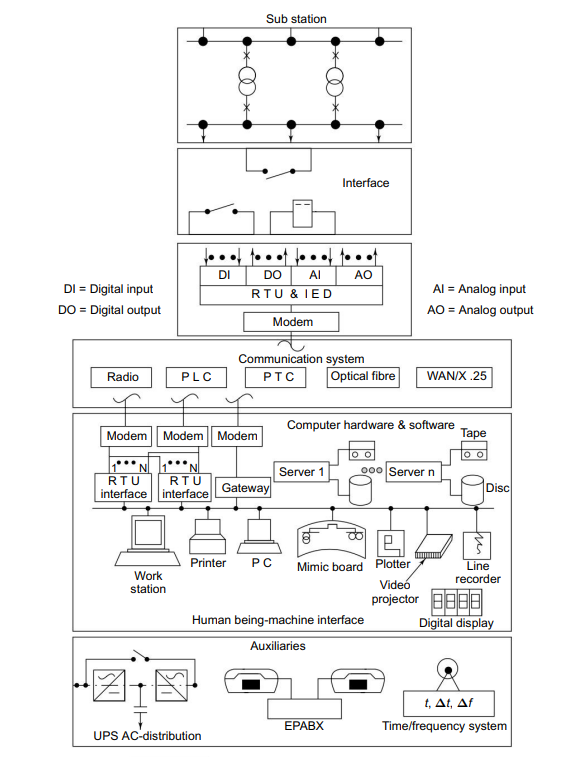 Sub station
Interface
DI DO AI AO
R T U & I E D
Modem
DI = Digital input
DO = Digital output
AI = Analog input
AO = Analog output
Communication system
Radio
P L C
P T C
Optical fibre
WAN/X .25
Computer hardware & software
Modem
Modem
Modem
Tape
1 N
1 N
R T U
interface
R T U
interface
Gateway
Server 1
Server n
Disc
Work
station
Printer
P C
Mimic board
Plotter
Video
projector
Line
recorder
Digital display
Human being-machine interface
Auxiliaries
UPS AC-distribution
EPABX
t, Δt, Δf
Time/frequency system